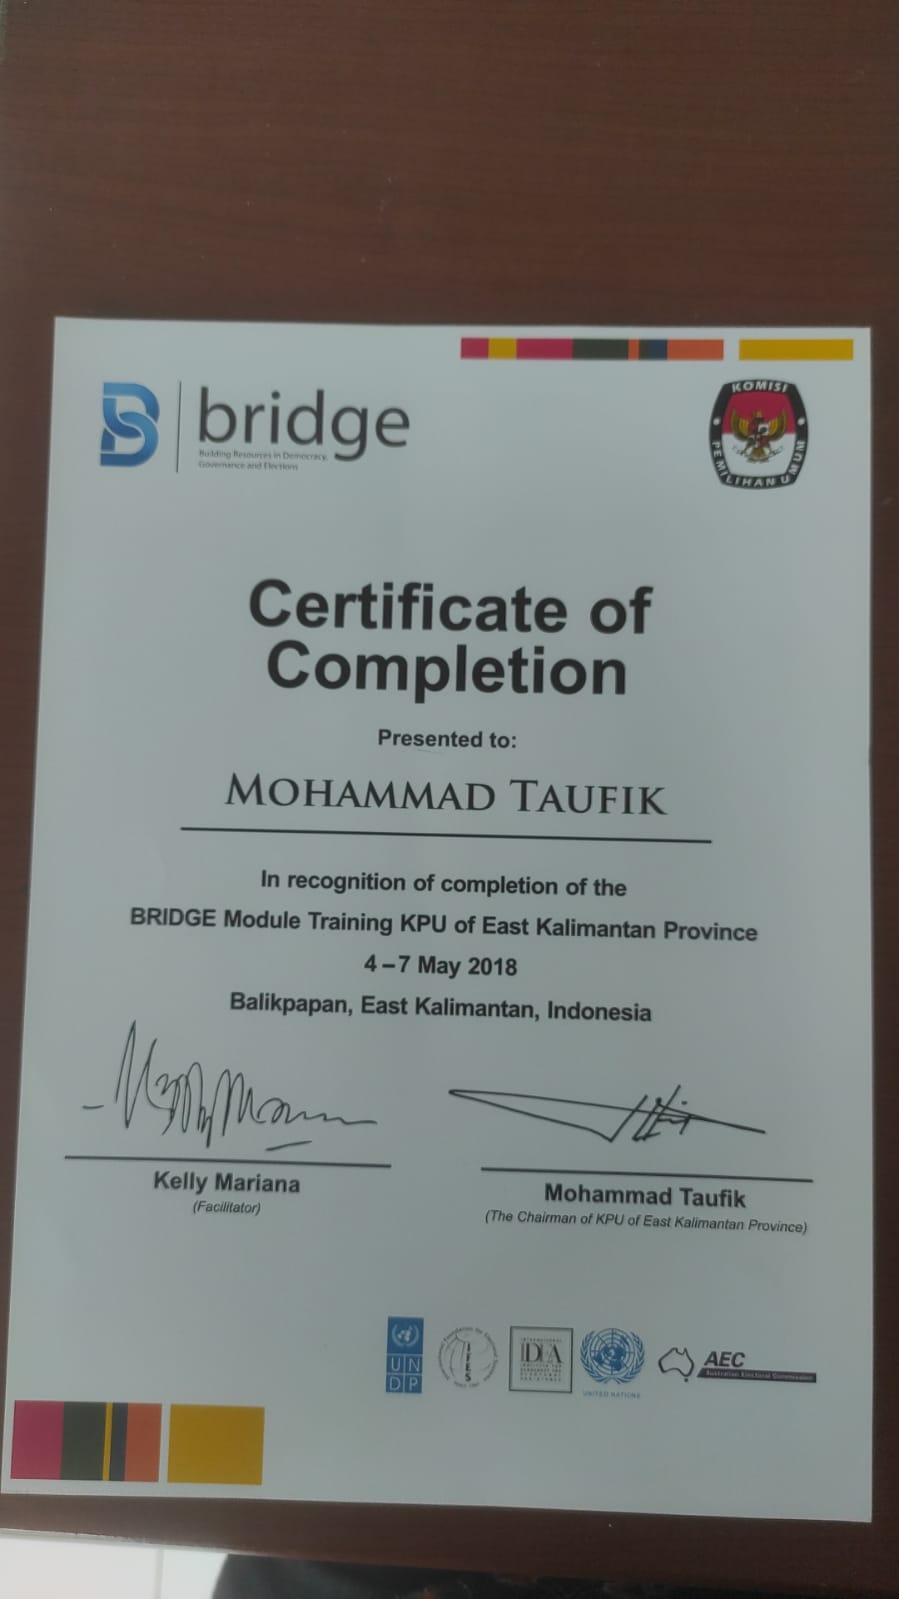 bridge
Building Resources in Democracy,
Governance and Elections
KOMISI
PEMILIHAN UMUM
Certificate of
Completion
Presented to:
MOHAMMAD TAUFIK
In recognition of completion of the
BRIDGE Module Training KPU of East Kalimantan Province
4 – 7 May 2018
Balikpapan, East Kalimantan, Indonesia
Kelly Mariana
(Facilitator)
Mohammad Taufik
(The Chairman of KPU of East Kalimantan Province)
UN
DP
IFES
INTERNATIONAL
IDEA
UNITED NATIONS
AEC
Australian Electoral Commission